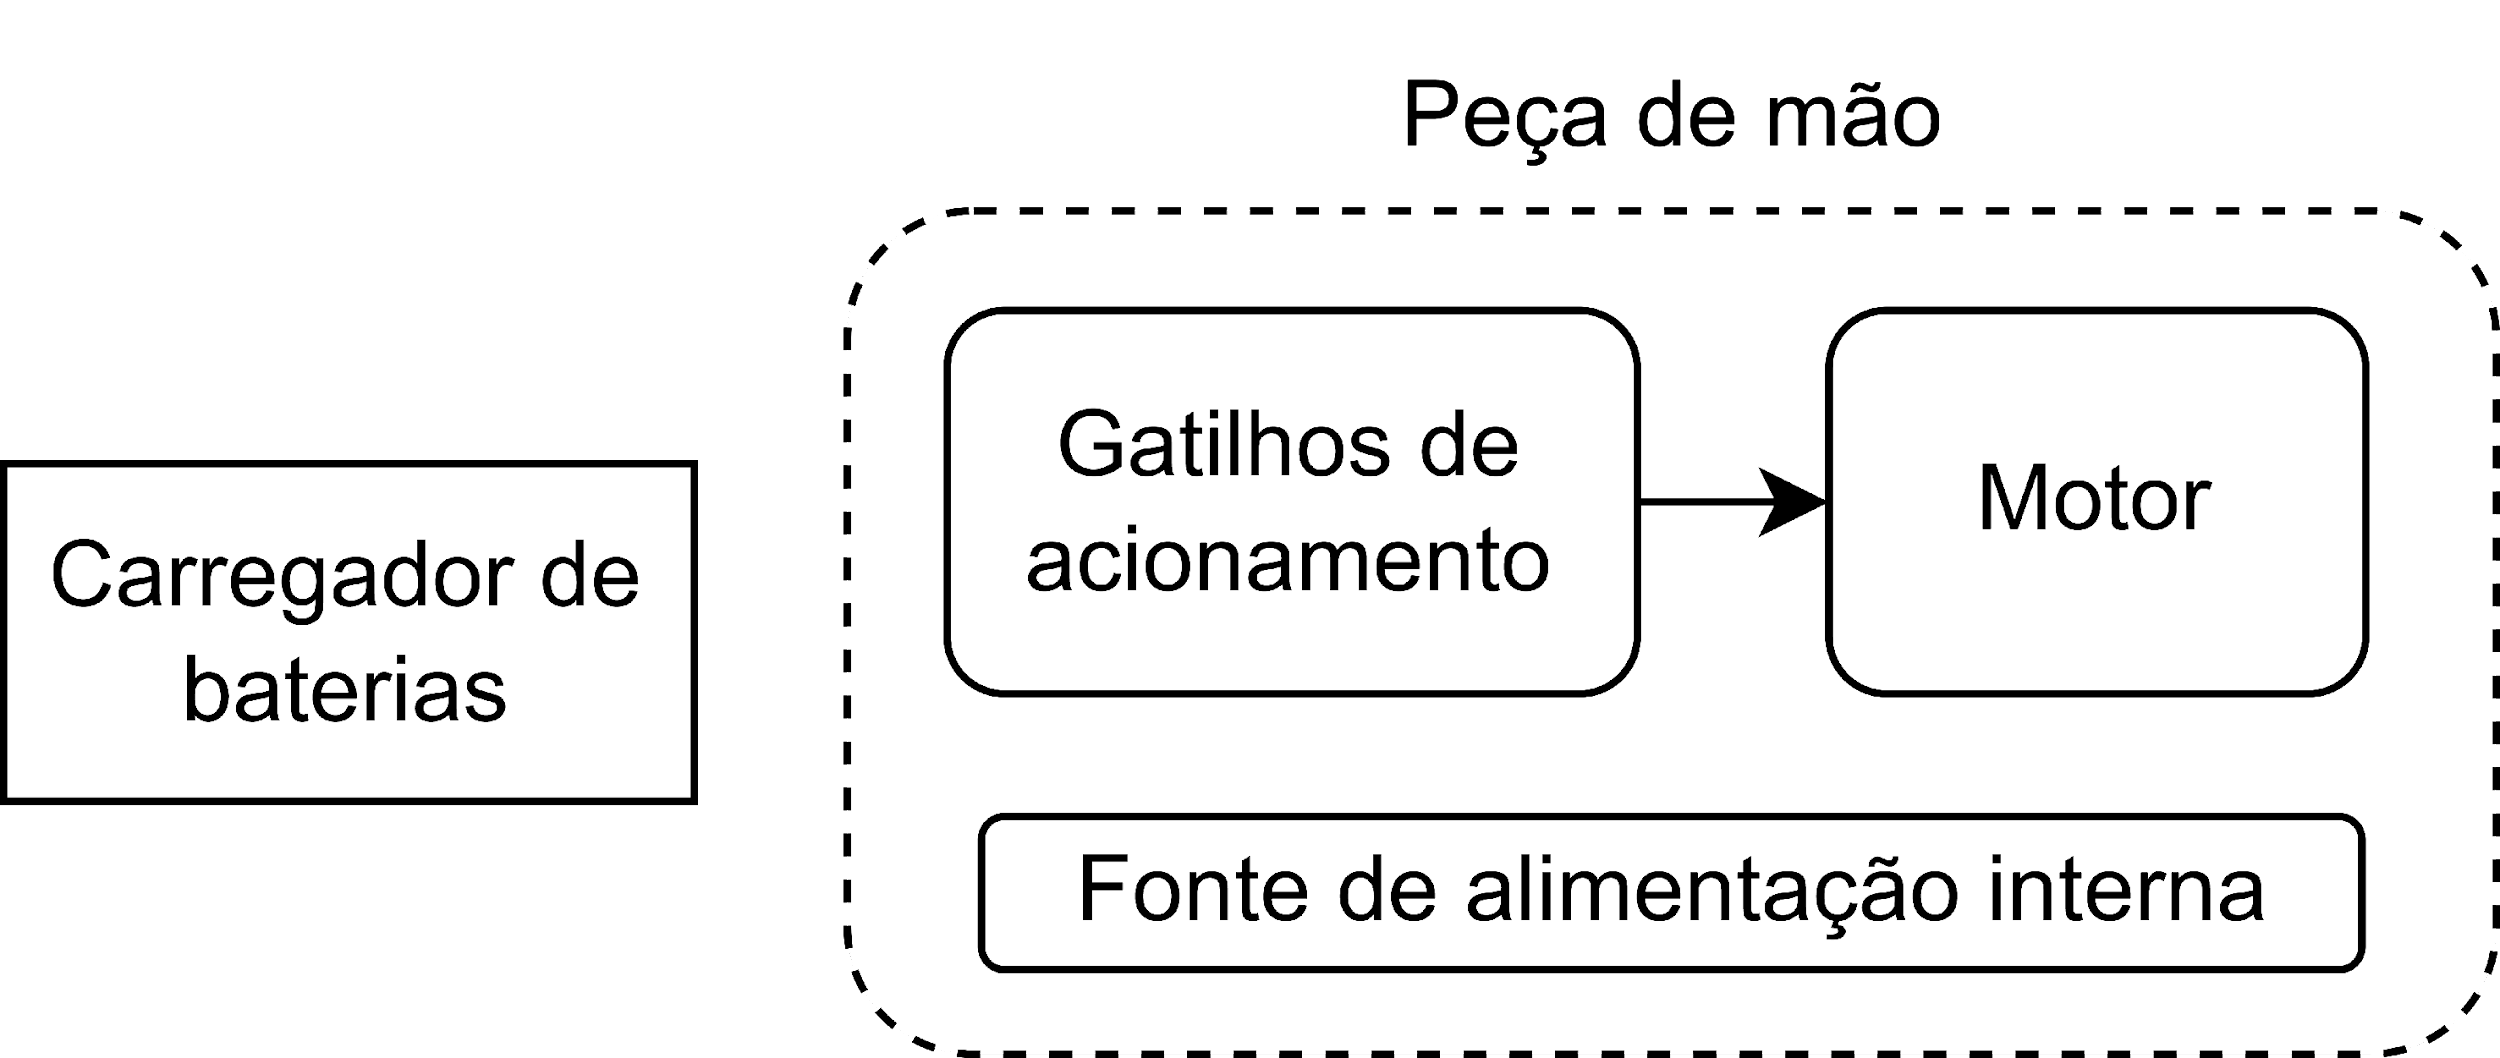 Peça de mão
Gatilhos de
acionamento
Motor
Carregador de
baterias
Fonte de alimentação interna